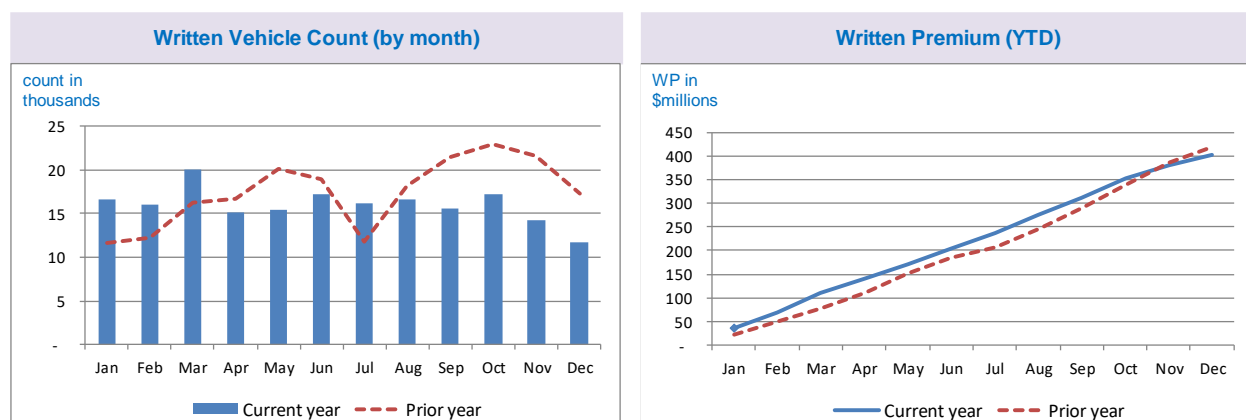 Written Vehicle Count (by month)
count in
thousands
25
20
15
10
5
-
Jan Feb Mar Apr May Jun Jul Aug Sep Oct Nov Dec
Current year Prior year
Written Premium (YTD)
WP in
$millions
450
400
350
300
250
200
150
100
50
-
Jan Feb Mar Apr May Jun Jul Aug Sep Oct Nov Dec
Current year Prior year